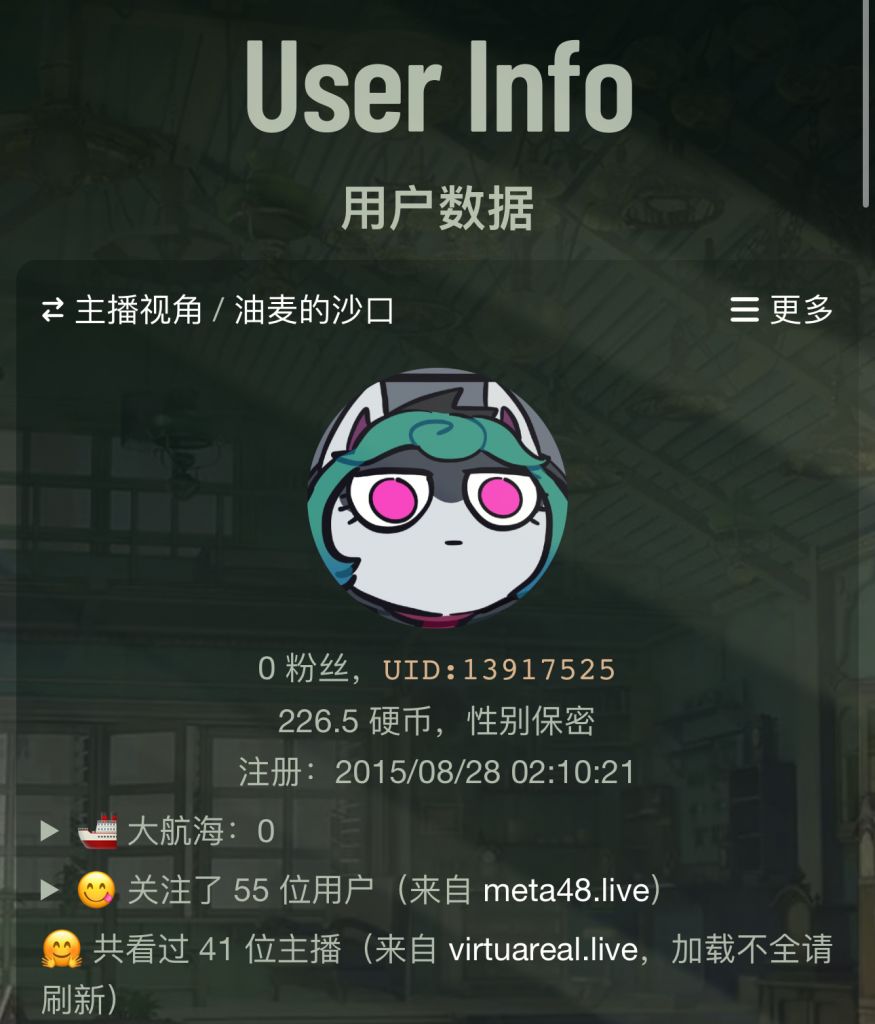 User Info
用户数据
⇄ 主播视角 / 油麦的沙口
☰ 更多
0 粉丝，UID:13917525
226.5 硬币，性别保密
注册：2015/08/28 02:10:21
▶ 🚢 大航海：0
▶ 😋 关注了 55 位用户（来自 meta48.live）
🤗 共看过 41 位主播（来自 virtuareal.live，加载不全请
刷新）